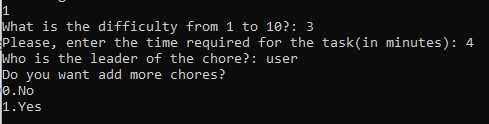 1
What is the difficulty from 1 to 10?: 3
Please, enter the time required for the task(in minutes): 4
Who is the leader of the chore?: user
Do you want add more chores?
0.No
1.Yes